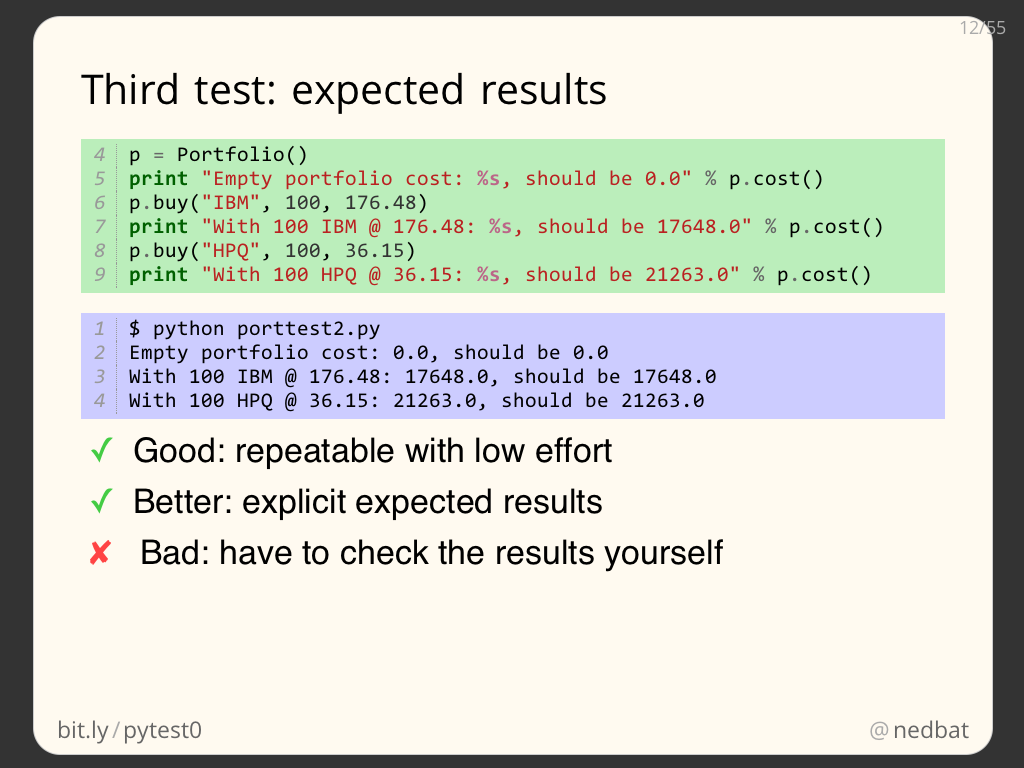 12/55
Third test: expected results
4 p = Portfolio()
5 print "Empty portfolio cost: %s, should be 0.0" % p.cost()
6 p.buy("IBM", 100, 176.48)
7 print "With 100 IBM @ 176.48: %s, should be 17648.0" % p.cost()
8 p.buy("HPQ", 100, 36.15)
9 print "With 100 HPQ @ 36.15: %s, should be 21263.0" % p.cost()
1 $ python porttest2.py
2 Empty portfolio cost: 0.0, should be 0.0
3 With 100 IBM @ 176.48: 17648.0, should be 17648.0
4 With 100 HPQ @ 36.15: 21263.0, should be 21263.0
✓ Good: repeatable with low effort
✓ Better: explicit expected results
✘ Bad: have to check the results yourself
bit.ly/pytest0
@nedbat